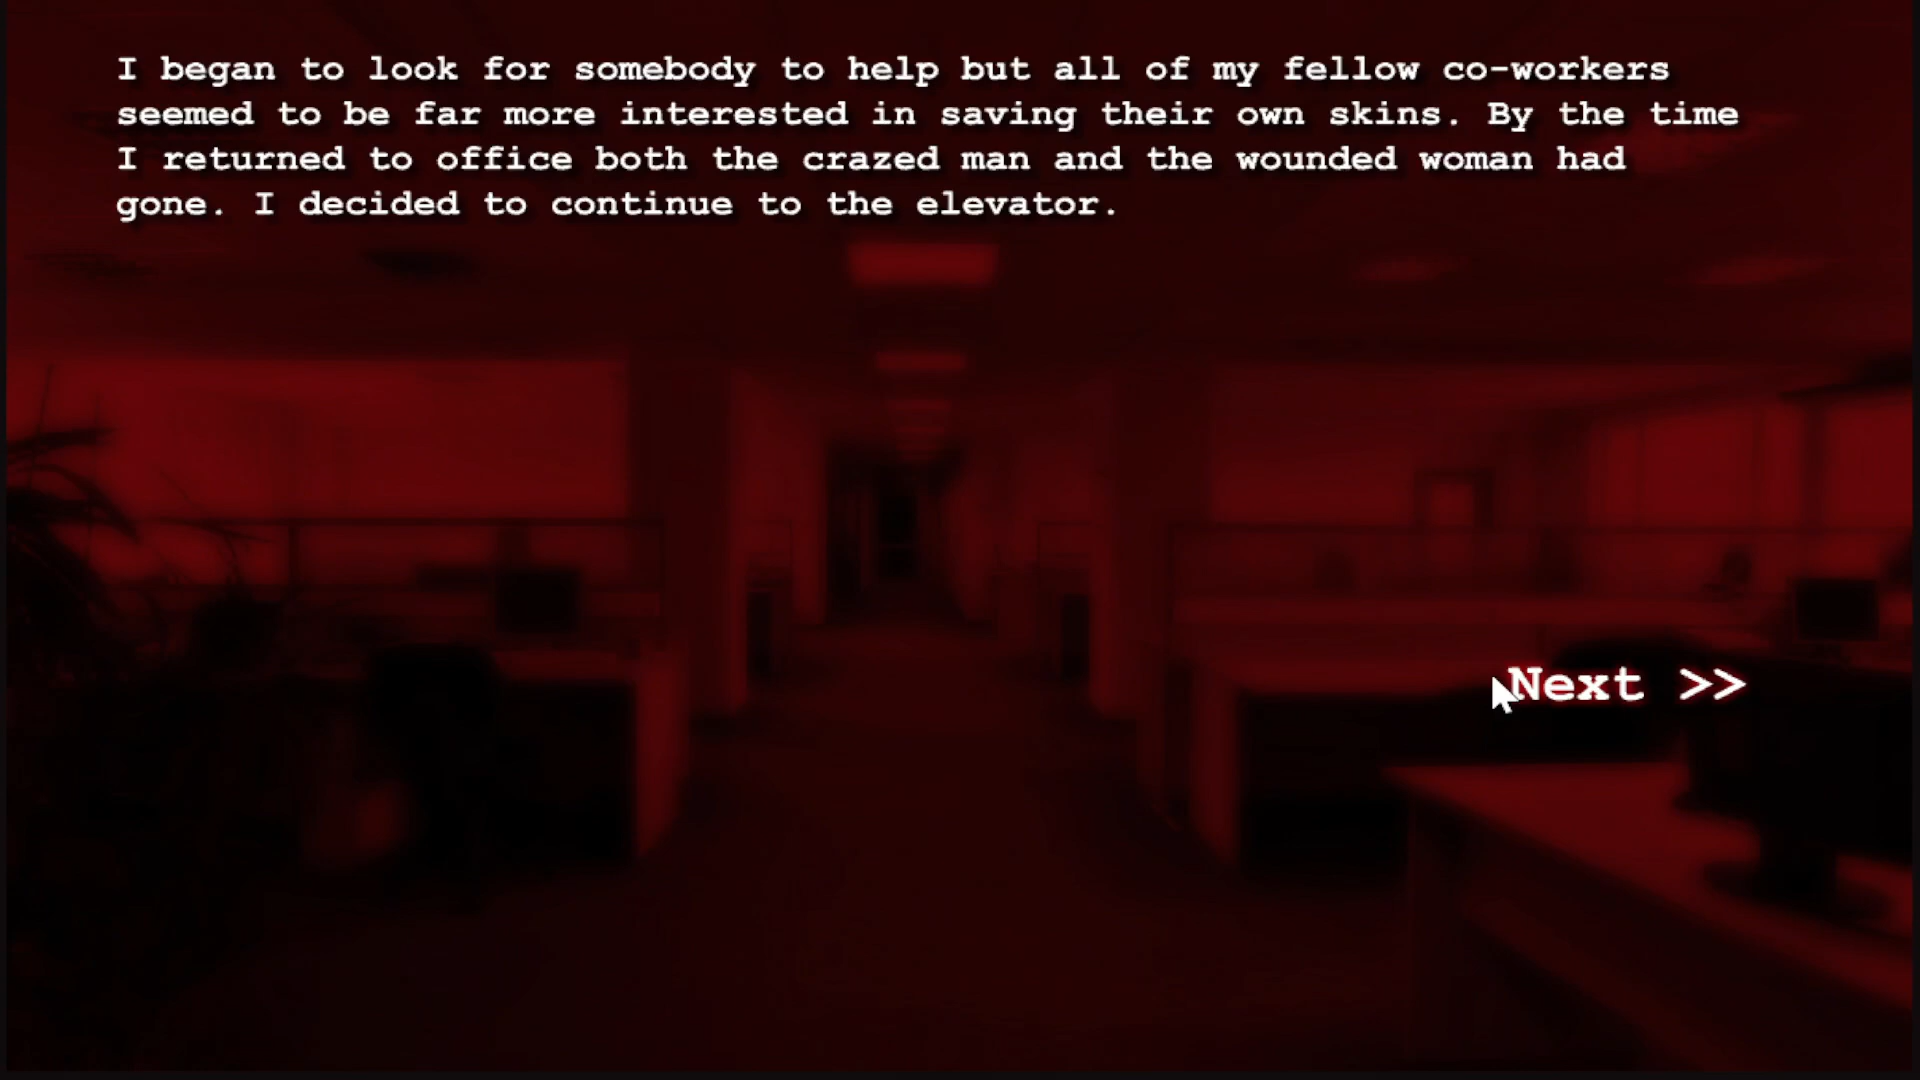 I began to look for somebody to help but all of my fellow co-workers
seemed to be far more interested in saving their own skins. By the time
I returned to office both the crazed man and the wounded woman had
gone. I decided to continue to the elevator.
Next >>